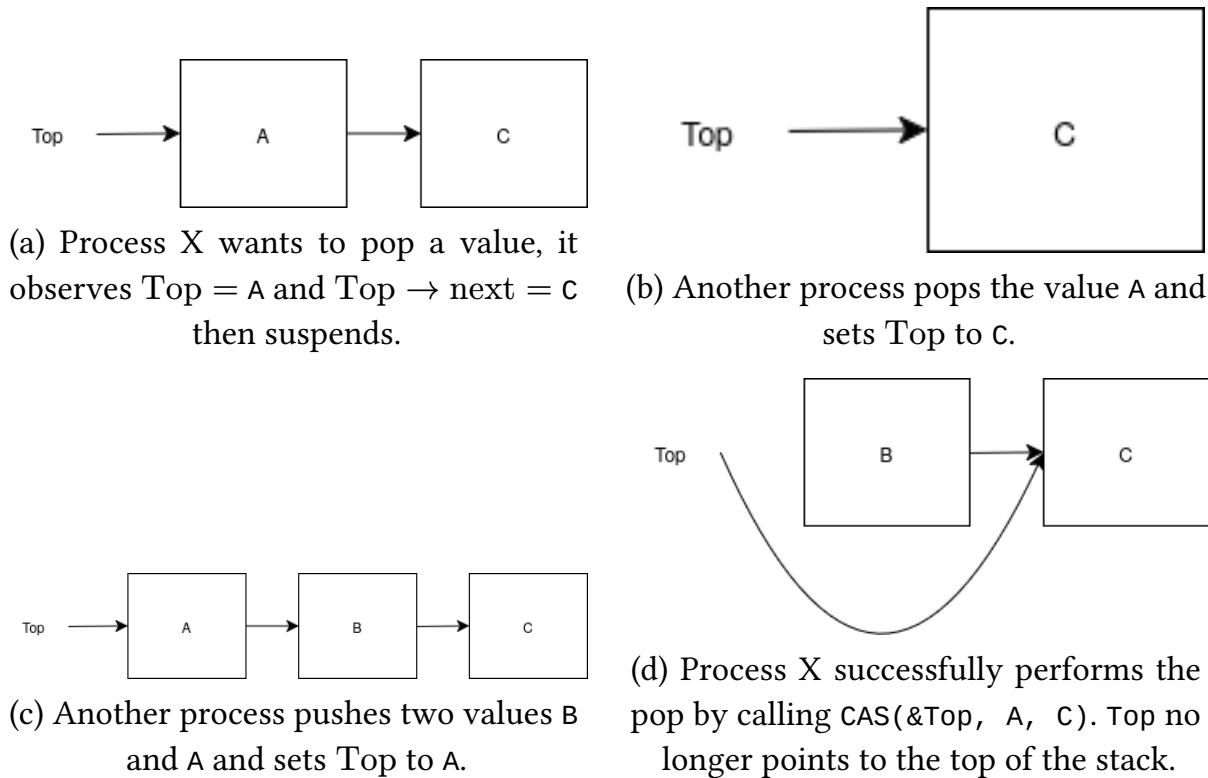 Top
A
C
(a) Process X wants to pop a value, it
observes Top = A and Top → next = C
then suspends.
Top
C
(b) Another process pops the value A and
sets Top to C.
Top
A
B
C
(c) Another process pushes two values B
and A and sets Top to A.
Top
B
C
(d) Process X successfully performs the
pop by calling CAS(&Top, A, C). Top no
longer points to the top of the stack.